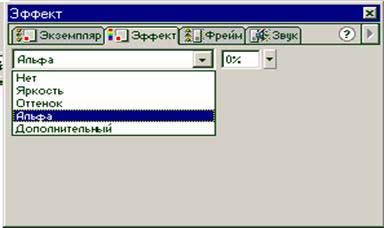 Эффект
Экземпляр Эффект Фрейм Звук ?
Альфа 0%
Нет
Яркость
Оттенок
Альфа
Дополнительный